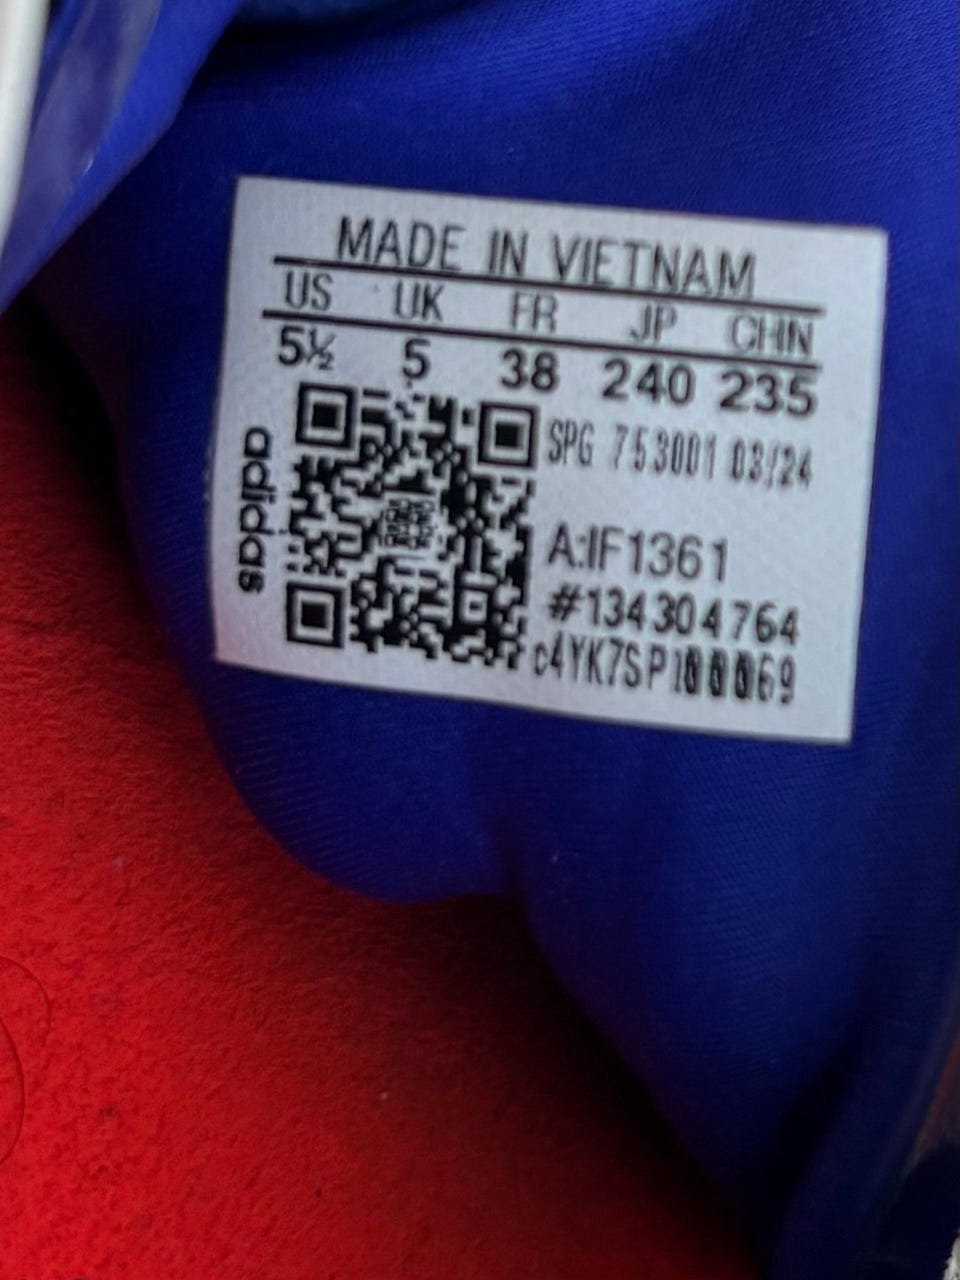 MADE IN VIETNAM
US UK FR JP CHN
5½ 5 38 240 235
SPG 753001 03/24
adidas
A:IF1361
#134304764
c4YK7SP100069